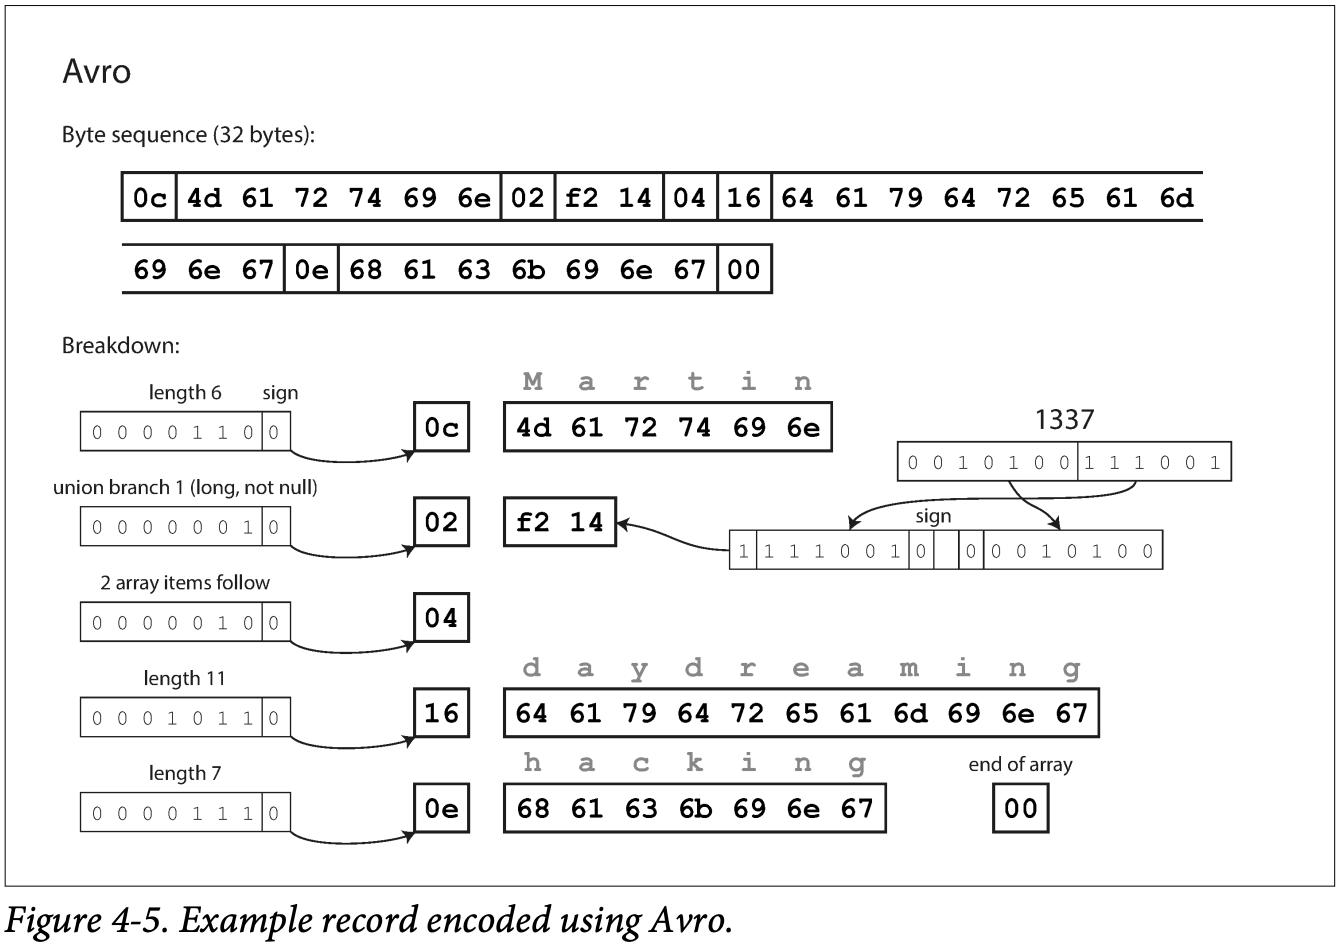 Avro
Byte sequence (32 bytes):
0c 4d 61 72 74 69 6e 02 f2 14 04 16 64 61 79 64 72 65 61 6d
69 6e 67 0e 68 61 63 6b 69 6e 67 00
Breakdown:
length 6 sign
M a r t i n
0 0 0 0 1 1 0 0
0c
4d 61 72 74 69 6e
1337
0 0 1 0 1 0 0 1 1 1 0 0 1
union branch 1 (long, not null)
0 0 0 0 0 0 1 0
02
f2 14
sign
1 1 1 1 0 0 1 0 0 0 0 1 0 1 0 0
2 array items follow
0 0 0 0 0 1 0 0
04
length 11
d a y d r e a m i n g
0 0 0 1 0 1 1 0
16
64 61 79 64 72 65 61 6d 69 6e 67
length 7
h a c k i n g
end of array
0 0 0 0 1 1 1 0
0e
68 61 63 6b 69 6e 67
00
Figure 4-5. Example record encoded using Avro.